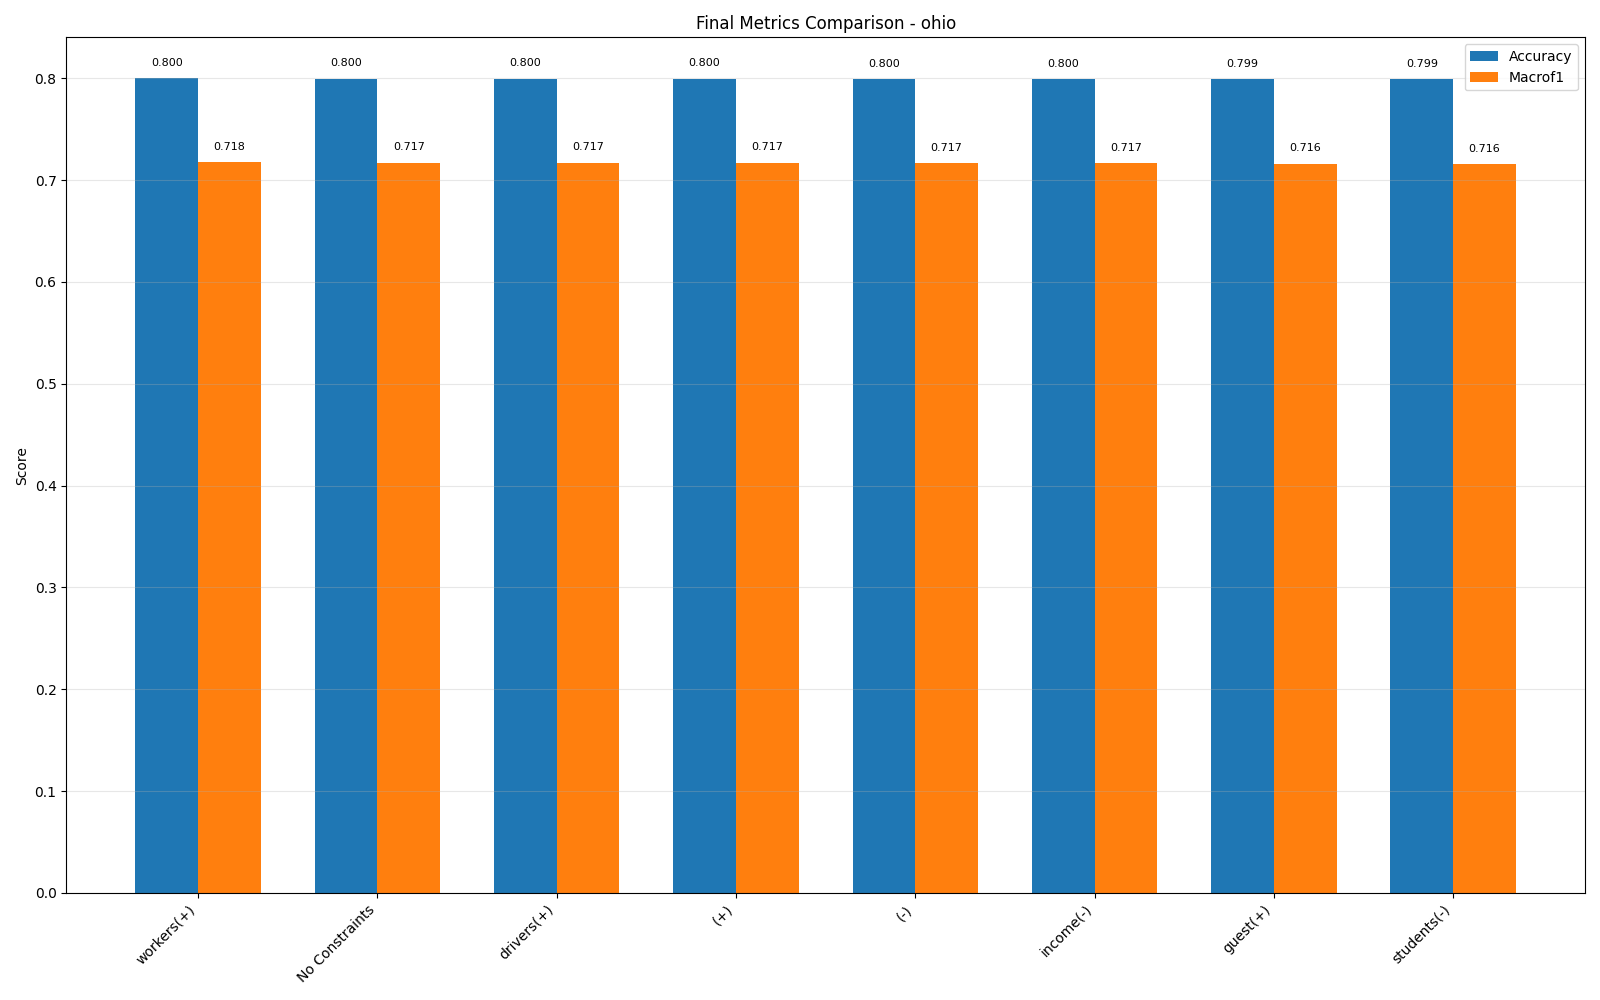 Final Metrics Comparison - ohio
Accuracy
Macrof1
0.800 0.800 0.800 0.800 0.800 0.800 0.799 0.799
0.718 0.717 0.717 0.717 0.717 0.717 0.716 0.716
0.8
0.7
0.6
0.5
0.4
0.3
0.2
0.1
0.0
Score
workers(+)
No Constraints
drivers(+)
(+)
(-)
income(-)
guest(+)
students(-)